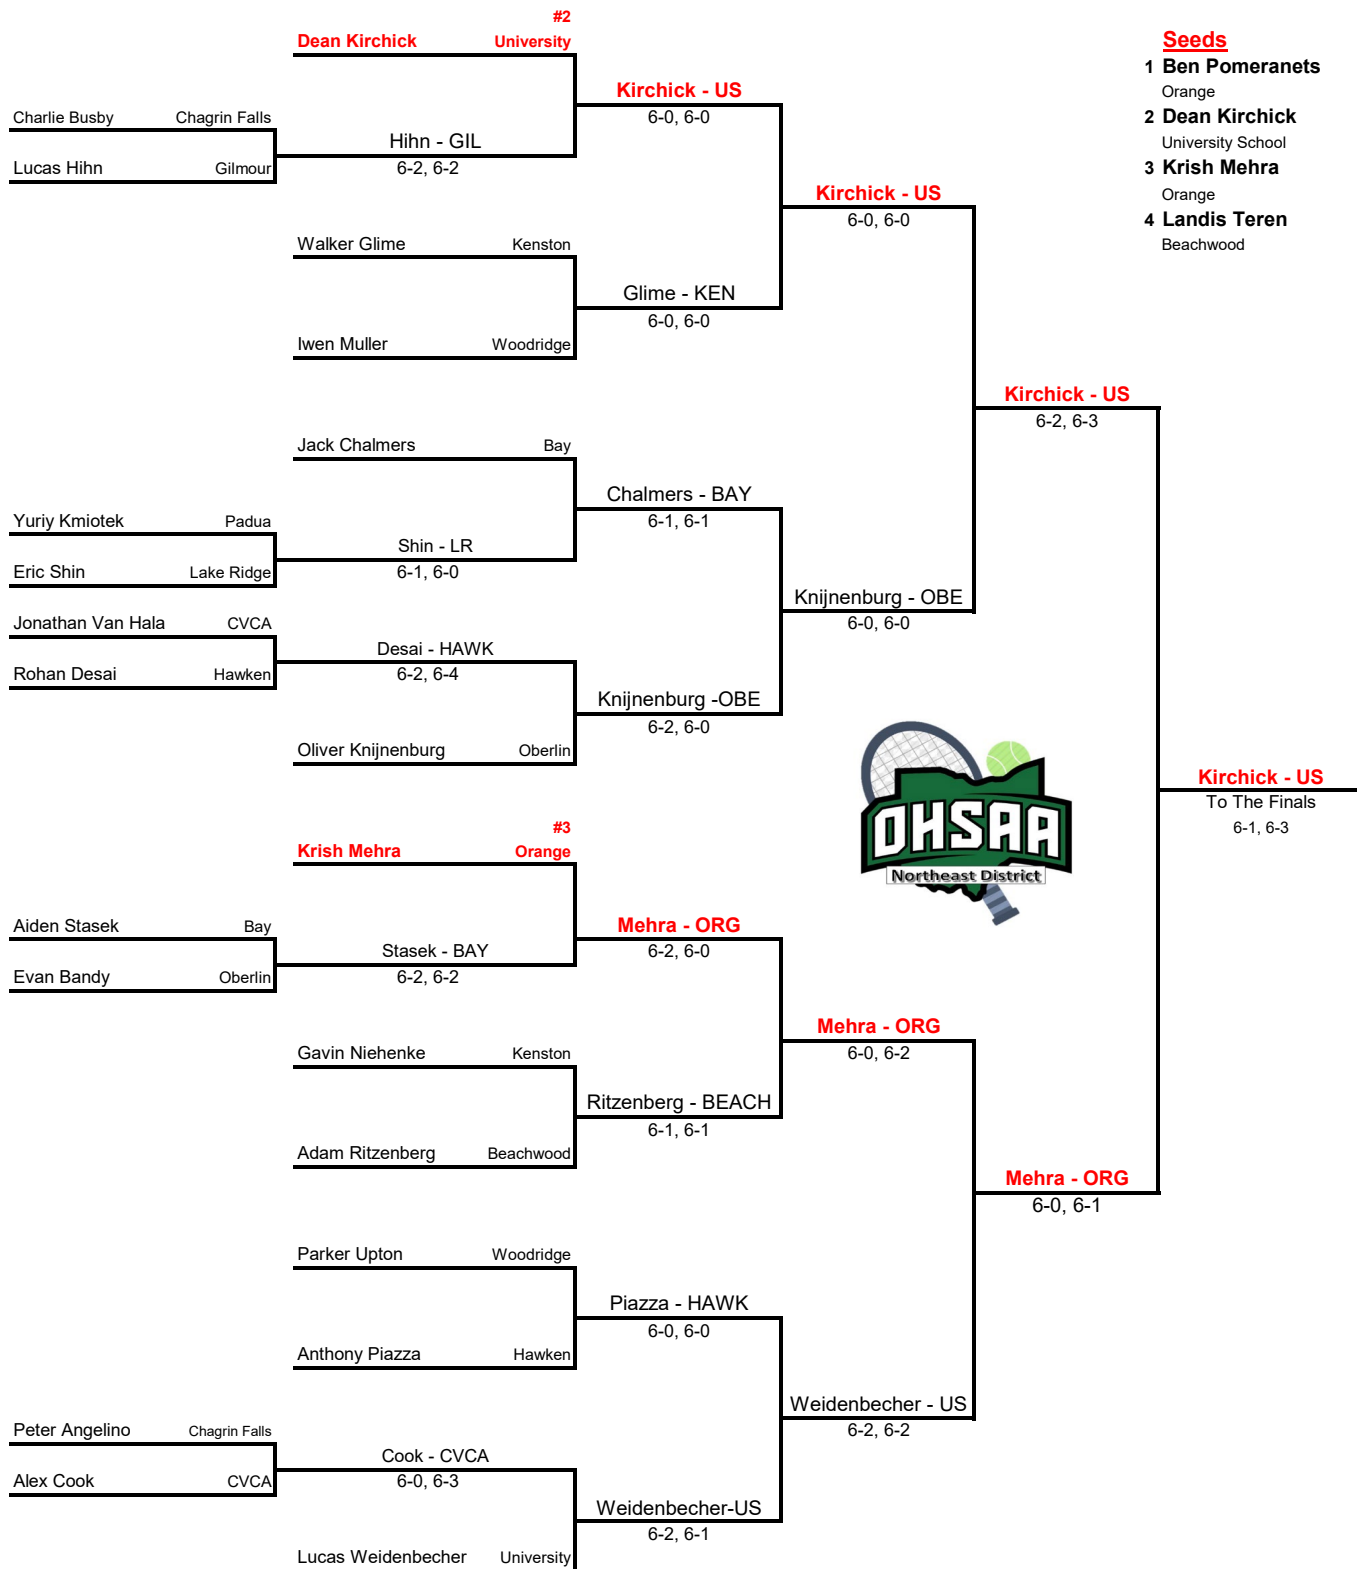 #2
Dean Kirchick University
Seeds
1 Ben Pomeranets
Orange
2 Dean Kirchick
University School
3 Krish Mehra
Orange
4 Landis Teren
Beachwood
Kirchick - US
6-0, 6-0
Charlie Busby Chagrin Falls
Hihn - GIL
6-2, 6-2
Lucas Hihn Gilmour
Kirchick - US
6-0, 6-0
Walker Glime Kenston
Glime - KEN
6-0, 6-0
Iwen Muller Woodridge
Kirchick - US
6-2, 6-3
Jack Chalmers Bay
Chalmers - BAY
6-1, 6-1
Yuriy Kmiotek Padua
Shin - LR
6-1, 6-0
Eric Shin Lake Ridge
Knijnenburg - OBE
6-0, 6-0
Jonathan Van Hala CVCA
Desai - HAWK
6-2, 6-4
Rohan Desai Hawken
Knijnenburg -OBE
6-2, 6-0
Oliver Knijnenburg Oberlin
OHSAA
Northeast District
Kirchick - US
To The Finals
6-1, 6-3
#3
Krish Mehra Orange
Mehra - ORG
6-2, 6-0
Aiden Stasek Bay
Stasek - BAY
6-2, 6-2
Evan Bandy Oberlin
Mehra - ORG
6-0, 6-2
Gavin Niehenke Kenston
Ritzenberg - BEACH
6-1, 6-1
Adam Ritzenberg Beachwood
Mehra - ORG
6-0, 6-1
Parker Upton Woodridge
Piazza - HAWK
6-0, 6-0
Anthony Piazza Hawken
Weidenbecher - US
6-2, 6-2
Peter Angelino Chagrin Falls
Cook - CVCA
6-0, 6-3
Alex Cook CVCA
Weidenbecher-US
6-2, 6-1
Lucas Weidenbecher University